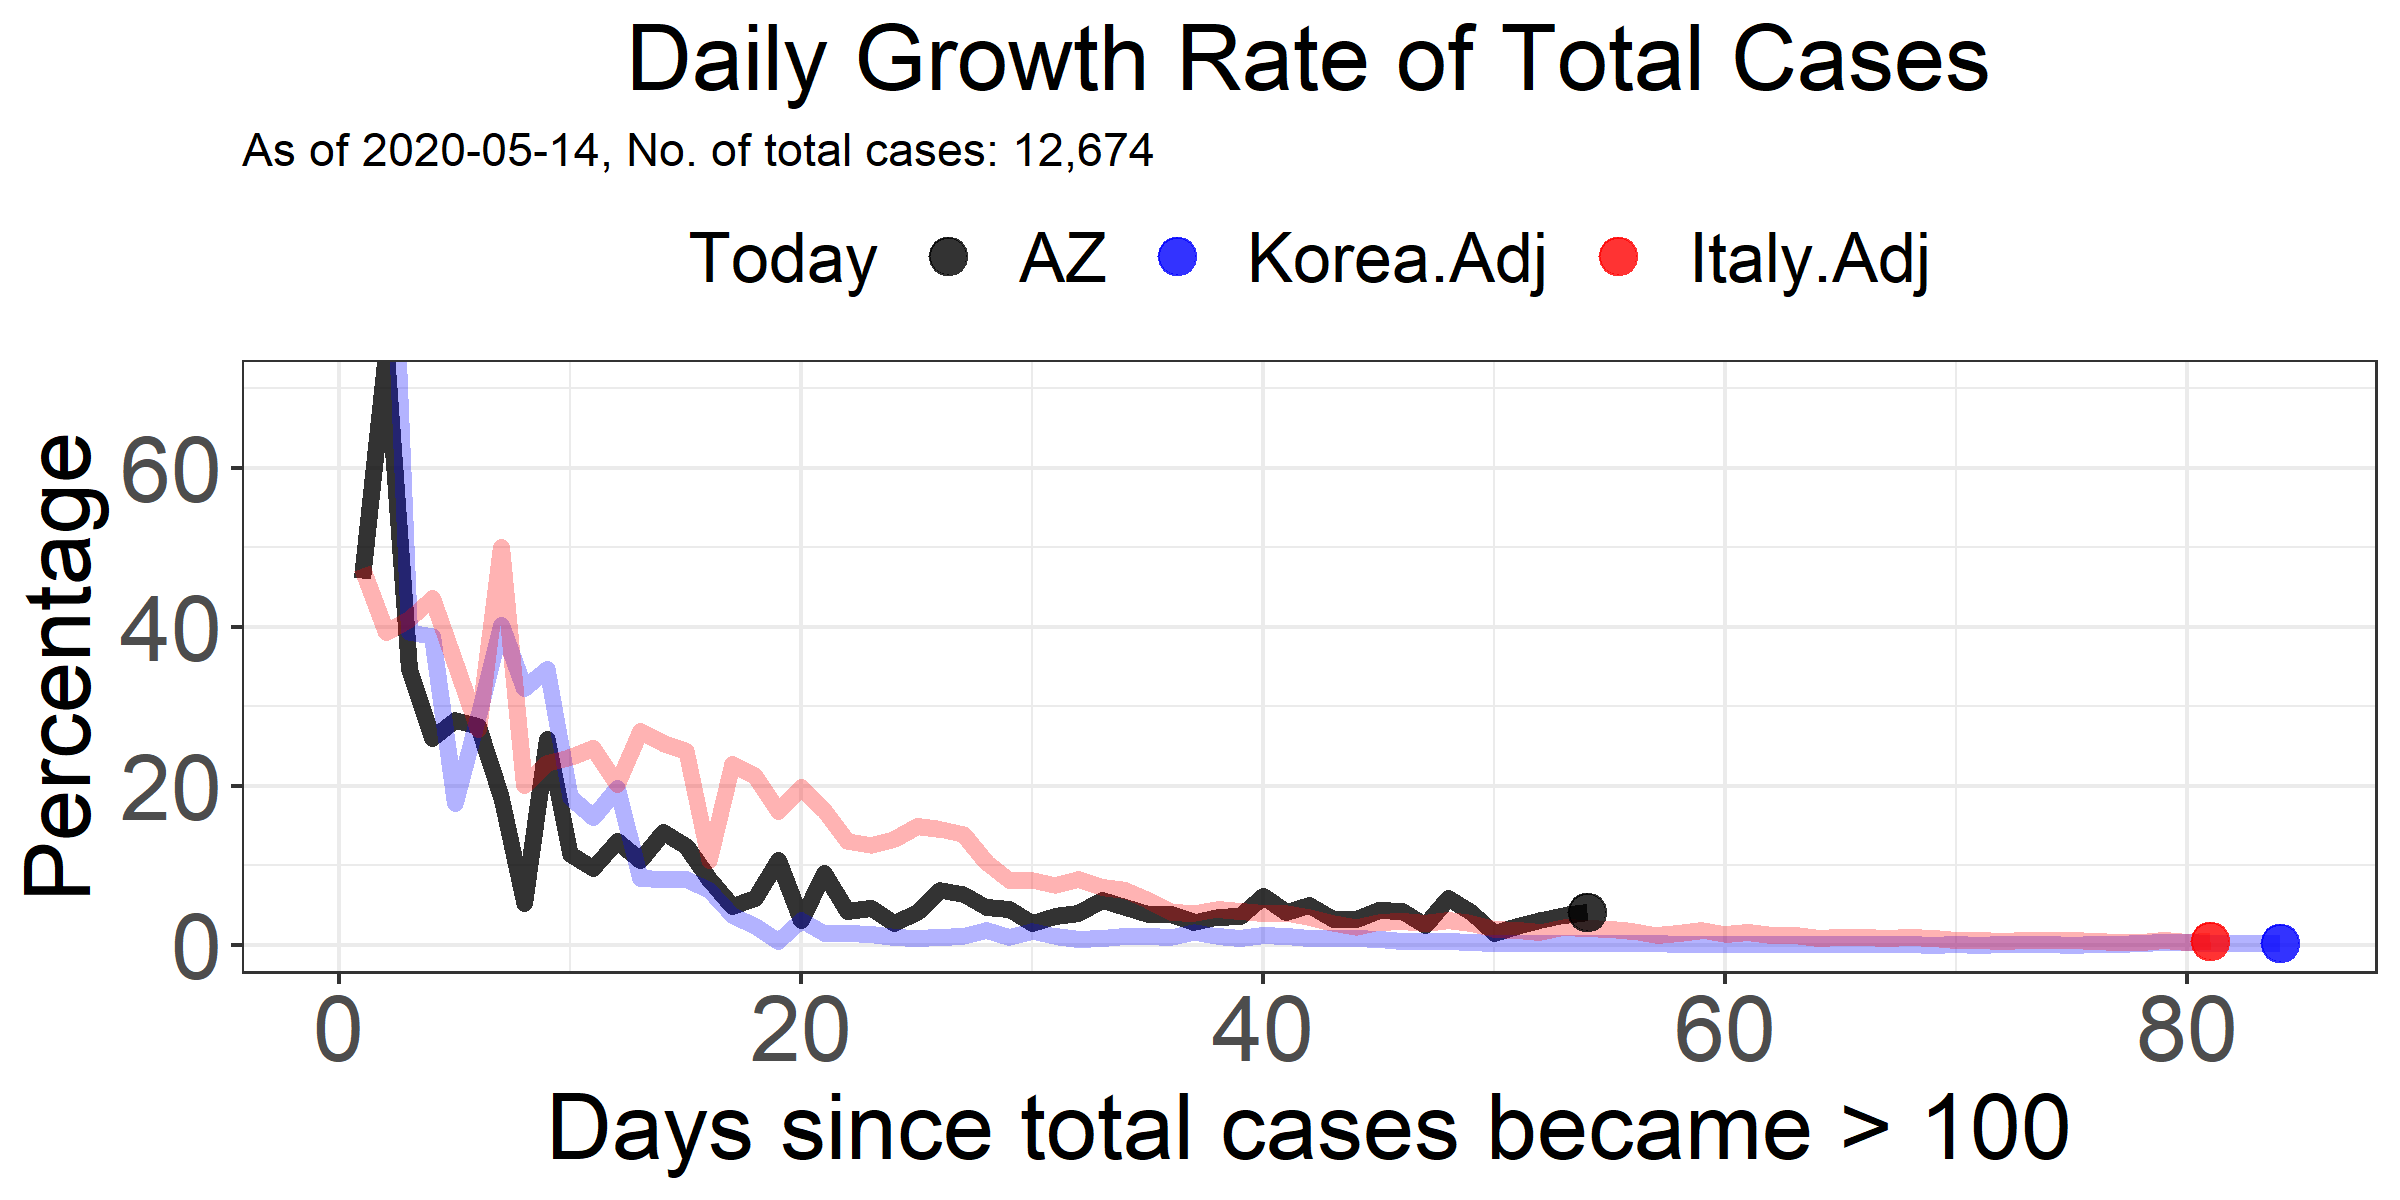 Daily Growth Rate of Total Cases
As of 2020-05-14, No. of total cases: 12,674
Today AZ Korea.Adj Italy.Adj
Percentage
60
40
20
0
0 20 40 60 80
Days since total cases became > 100